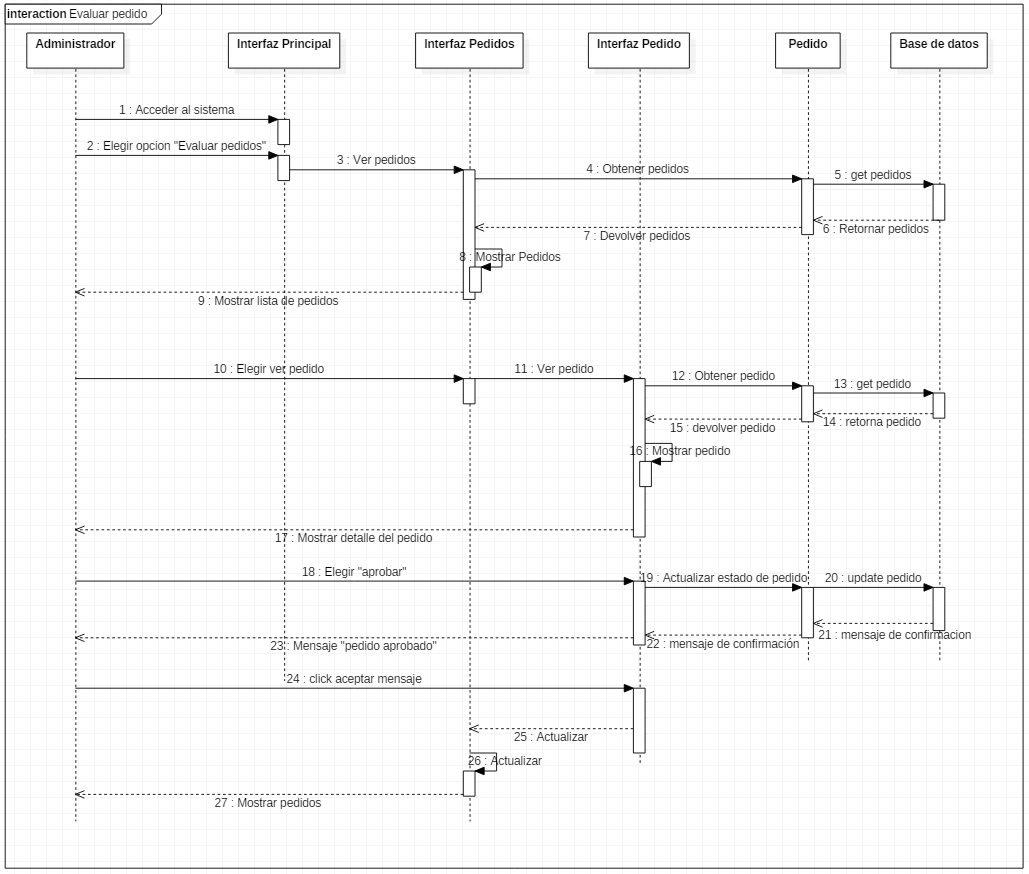 interaction Evaluar pedido
Administrador
Interfaz Principal
Interfaz Pedidos
Interfaz Pedido
Pedido
Base de datos
1 : Acceder al sistema
2 : Elegir opcion "Evaluar pedidos"
3 : Ver pedidos
4 : Obtener pedidos
5 : get pedidos
6 : Retornar pedidos
7 : Devolver pedidos
8 : Mostrar Pedidos
9 : Mostrar lista de pedidos
10 : Elegir ver pedido
11 : Ver pedido
12 : Obtener pedido
13 : get pedido
14 : retorna pedido
15 : devolver pedido
16 : Mostrar pedido
17 : Mostrar detalle del pedido
18 : Elegir "aprobar"
19 : Actualizar estado de pedido
20 : update pedido
21 : mensaje de confirmacion
22 : mensaje de confirmación
23 : Mensaje "pedido aprobado"
24 : click aceptar mensaje
25 : Actualizar
26 : Actualizar
27 : Mostrar pedidos